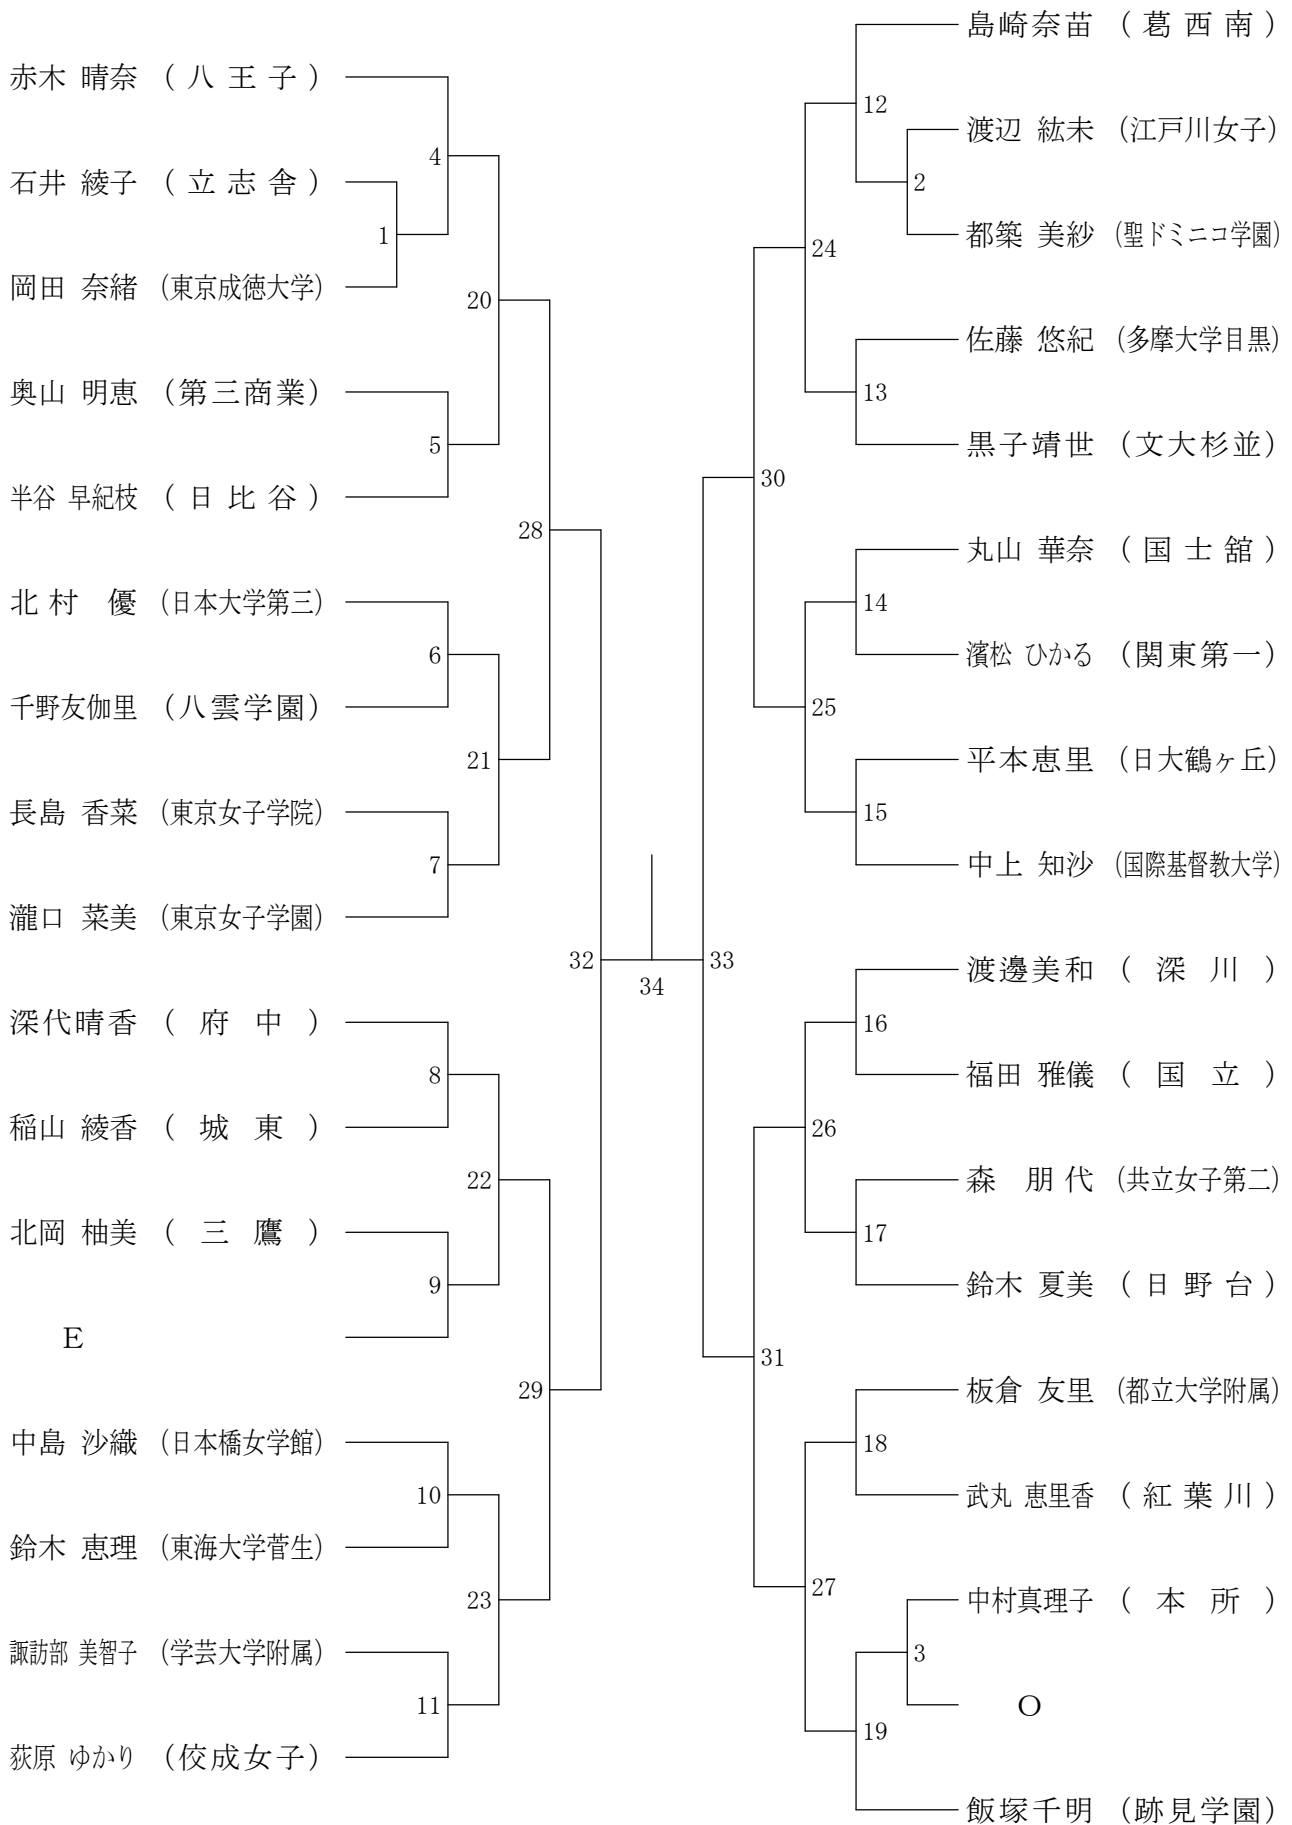 赤木 晴奈 （八王子）
石井 綾子 （立志舎）
岡田 奈緒 （東京成徳大学）
奥山 明恵 （第三商業）
半谷 早紀枝 （日比谷）
北村 優 （日本大学第三）
千野友伽里 （八雲学園）
長島 香菜 （東京女子学院）
瀧口 菜美 （東京女子学園）
深代晴香 （府中）
稲山 綾香 （城東）
北岡 柚美 （三鷹）
E
中島 沙織 （日本橋女学館）
鈴木 恵理 （東海大学菅生）
諏訪部 美智子 （学芸大学附属）
荻原 ゆかり （佼成女子）
1
4
5
6
7
8
9
10
11
20
21
22
23
28
29
32
34
33
30
31
24
25
26
27
12
13
14
15
16
17
18
19
2
3
島崎奈苗 （葛西南）
渡辺 紘未 （江戸川女子）
都築 美紗 （聖ドミニコ学園）
佐藤 悠紀 （多摩大学目黒）
黒子靖世 （文大杉並）
丸山 華奈 （国士舘）
濱松 ひかる （関東第一）
平本恵里 （日大鶴ヶ丘）
中上 知沙 （国際基督教大学）
渡邊美和 （深川）
福田 雅儀 （国立）
森 朋代 （共立女子第二）
鈴木 夏美 （日野台）
板倉 友里 （都立大学附属）
武丸 恵里香 （紅葉川）
中村真理子 （本所）
O
飯塚千明 （跡見学園）